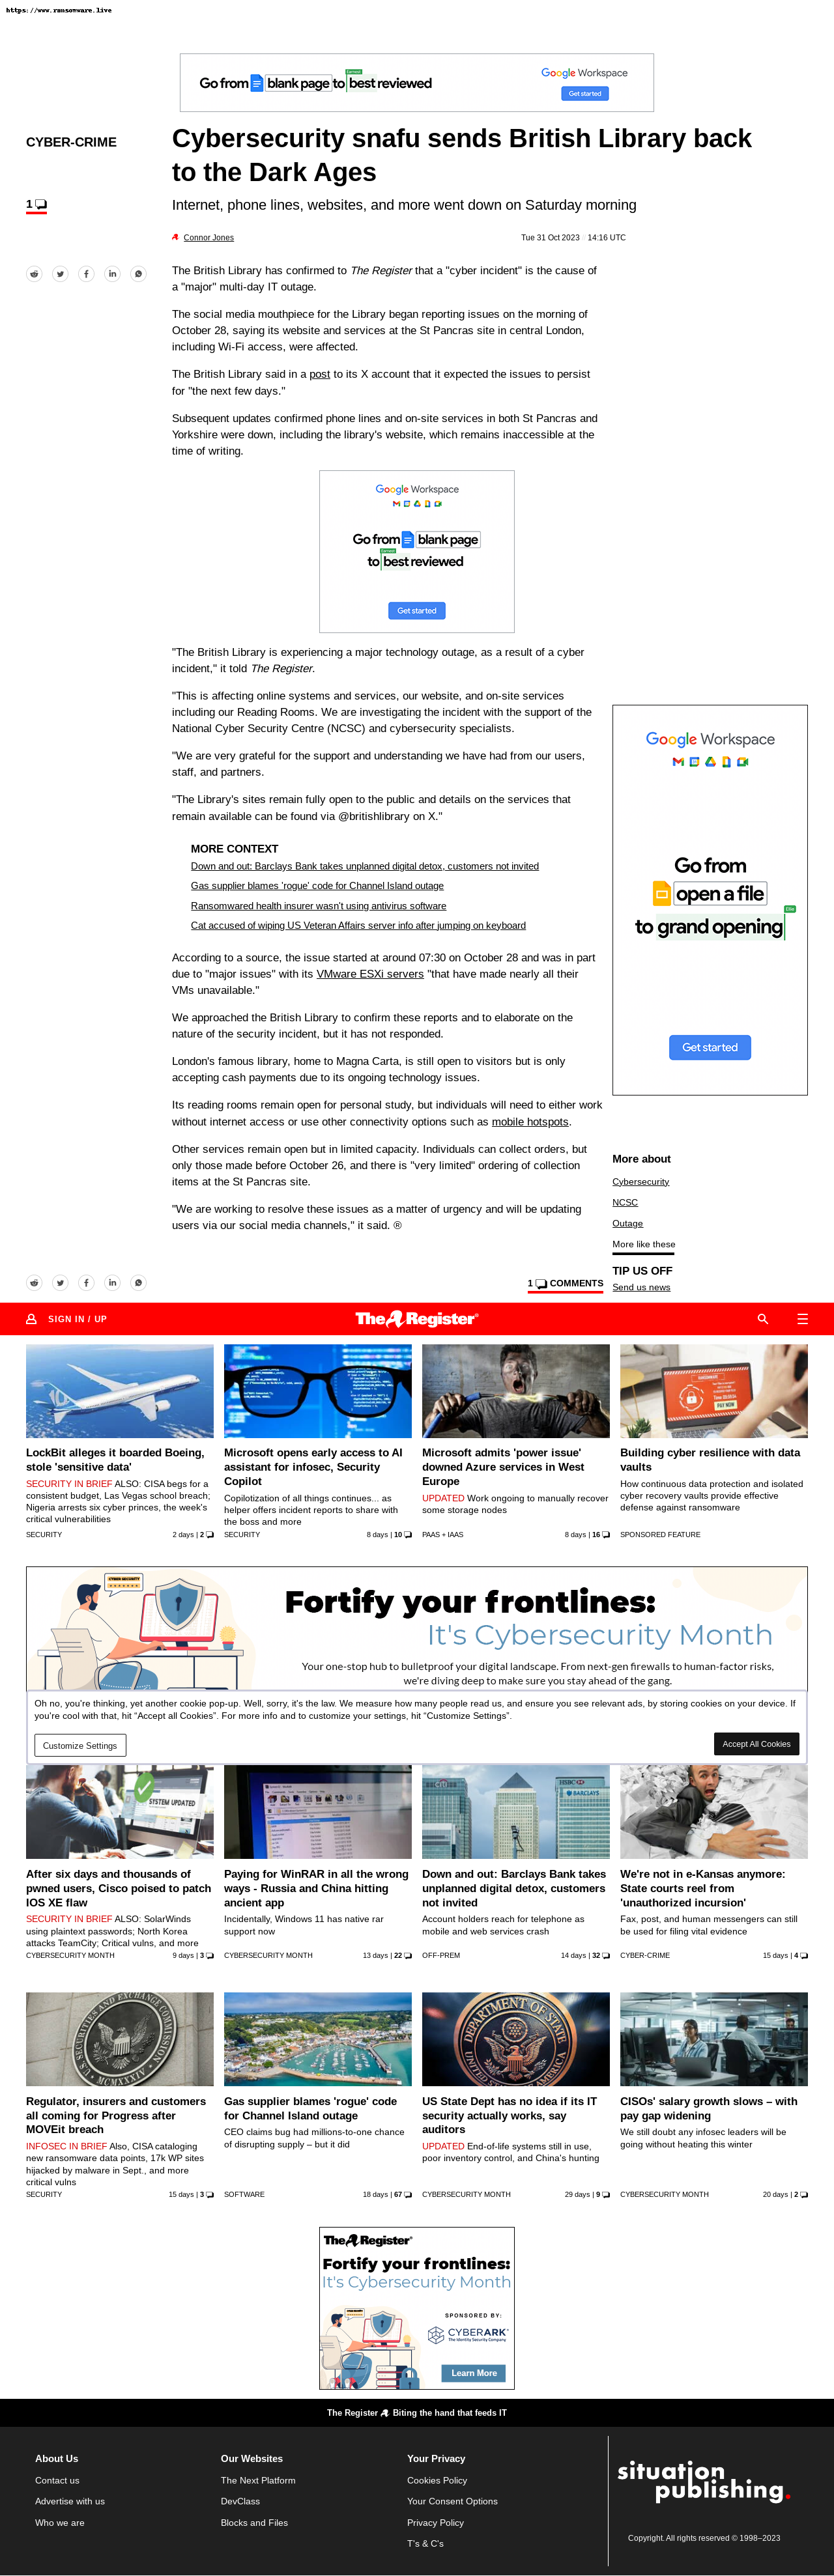 https://www.ransomware.live
Go from blank page to best reviewed
Google Workspace
Get started
CYBER-CRIME
Cybersecurity snafu sends British Library back
to the Dark Ages
1
Internet, phone lines, websites, and more went down on Saturday morning
Connor Jones
Tue 31 Oct 2023 // 14:16 UTC
The British Library has confirmed to The Register that a "cyber incident" is the cause of
a "major" multi-day IT outage.
The social media mouthpiece for the Library began reporting issues on the morning of
October 28, saying its website and services at the St Pancras site in central London,
including Wi-Fi access, were affected.
The British Library said in a post to its X account that it expected the issues to persist
for "the next few days."
Subsequent updates confirmed phone lines and on-site services in both St Pancras and
Yorkshire were down, including the library's website, which remains inaccessible at the
time of writing.
Google Workspace
Go from blank page
to best reviewed
Get started
"The British Library is experiencing a major technology outage, as a result of a cyber
incident," it told The Register.
"This is affecting online systems and services, our website, and on-site services
including our Reading Rooms. We are investigating the incident with the support of the
National Cyber Security Centre (NCSC) and cybersecurity specialists.
"We are very grateful for the support and understanding we have had from our users,
staff, and partners.
"The Library's sites remain fully open to the public and details on the services that
remain available can be found via @britishlibrary on X."
MORE CONTEXT
Down and out: Barclays Bank takes unplanned digital detox, customers not invited
Gas supplier blames 'rogue' code for Channel Island outage
Ransomwared health insurer wasn't using antivirus software
Cat accused of wiping US Veteran Affairs server info after jumping on keyboard
According to a source, the issue started at around 07:30 on October 28 and was in part
due to "major issues" with its VMware ESXi servers "that have made nearly all their
VMs unavailable."
We approached the British Library to confirm these reports and to elaborate on the
nature of the security incident, but it has not responded.
London's famous library, home to Magna Carta, is still open to visitors but is only
accepting cash payments due to its ongoing technology issues.
Its reading rooms remain open for personal study, but individuals will need to either work
without internet access or use other connectivity options such as mobile hotspots.
Other services remain open but in limited capacity. Individuals can collect orders, but
only those made before October 26, and there is "very limited" ordering of collection
items at the St Pancras site.
"We are working to resolve these issues as a matter of urgency and will be updating
users via our social media channels," it said. ®
Google Workspace
Go from
open a file
to grand opening
Get started
More about
Cybersecurity
NCSC
Outage
More like these
TIP US OFF
Send us news
1 COMMENTS
SIGN IN / UP
The Register
LockBit alleges it boarded Boeing,
stole 'sensitive data'
SECURITY IN BRIEF ALSO: CISA begs for a
consistent budget, Las Vegas school breach;
Nigeria arrests six cyber princes, the week's
critical vulnerabilities
SECURITY 2 days | 2
Microsoft opens early access to AI
assistant for infosec, Security
Copilot
Copilotization of all things continues... as
helper offers incident reports to share with
the boss and more
SECURITY 8 days | 10
Microsoft admits 'power issue'
downed Azure services in West
Europe
UPDATED Work ongoing to manually recover
some storage nodes
PAAS + IAAS 8 days | 16
Building cyber resilience with data
vaults
How continuous data protection and isolated
cyber recovery vaults provide effective
defense against ransomware
SPONSORED FEATURE
Fortify your frontlines:
It's Cybersecurity Month
Your one-stop hub to bulletproof your digital landscape. From next-gen firewalls to human-factor risks,
we're diving deep to make sure you stay ahead of the gang.
Oh no, you're thinking, yet another cookie pop-up. Well, sorry, it's the law. We measure how many people read us, and ensure you see relevant ads, by storing cookies on your device. If
you're cool with that, hit “Accept all Cookies”. For more info and to customize your settings, hit “Customize Settings”.
Customize Settings
Accept All Cookies
SYSTEM UPDATED
citi
HSBC
BARCLAYS
After six days and thousands of
pwned users, Cisco poised to patch
IOS XE flaw
SECURITY IN BRIEF ALSO: SolarWinds
using plaintext passwords; North Korea
attacks TeamCity; Critical vulns, and more
CYBERSECURITY MONTH 9 days | 3
Paying for WinRAR in all the wrong
ways - Russia and China hitting
ancient app
Incidentally, Windows 11 has native rar
support now
CYBERSECURITY MONTH 13 days | 22
Down and out: Barclays Bank takes
unplanned digital detox, customers
not invited
Account holders reach for telephone as
mobile and web services crash
OFF-PREM 14 days | 32
We're not in e-Kansas anymore:
State courts reel from
'unauthorized incursion'
Fax, post, and human messengers can still
be used for filing vital evidence
CYBER-CRIME 15 days | 4
Regulator, insurers and customers
all coming for Progress after
MOVEit breach
INFOSEC IN BRIEF Also, CISA cataloging
new ransomware data points, 17k WP sites
hijacked by malware in Sept., and more
critical vulns
SECURITY 15 days | 3
Gas supplier blames 'rogue' code
for Channel Island outage
CEO claims bug had millions-to-one chance
of disrupting supply – but it did
SOFTWARE 18 days | 67
US State Dept has no idea if its IT
security actually works, say
auditors
UPDATED End-of-life systems still in use,
poor inventory control, and China's hunting
CYBERSECURITY MONTH 29 days | 9
CISOs' salary growth slows – with
pay gap widening
We still doubt any infosec leaders will be
going without heating this winter
CYBERSECURITY MONTH 20 days | 2
The Register
Fortify your frontlines:
It's Cybersecurity Month
SPONSORED BY:
CYBERARK
The Identity Security Company
Learn More
The Register Biting the hand that feeds IT
About Us
Contact us
Advertise with us
Who we are
Our Websites
The Next Platform
DevClass
Blocks and Files
Your Privacy
Cookies Policy
Your Consent Options
Privacy Policy
T's & C's
situation
publishing.
Copyright. All rights reserved © 1998–2023